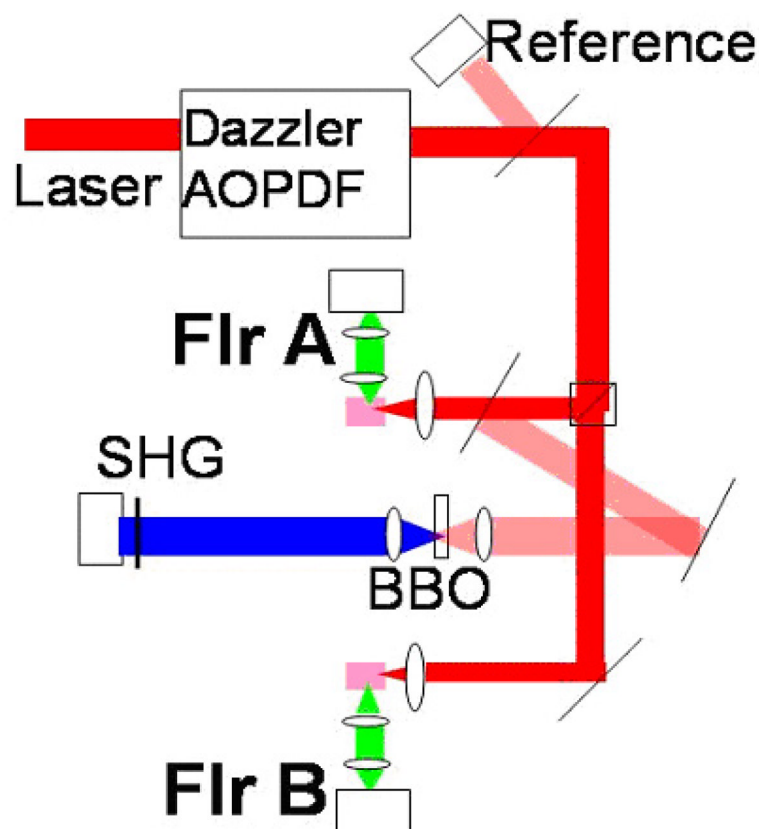 Reference
Dazzler
Laser AOPDF
Flr A
SHG
BBO
Flr B